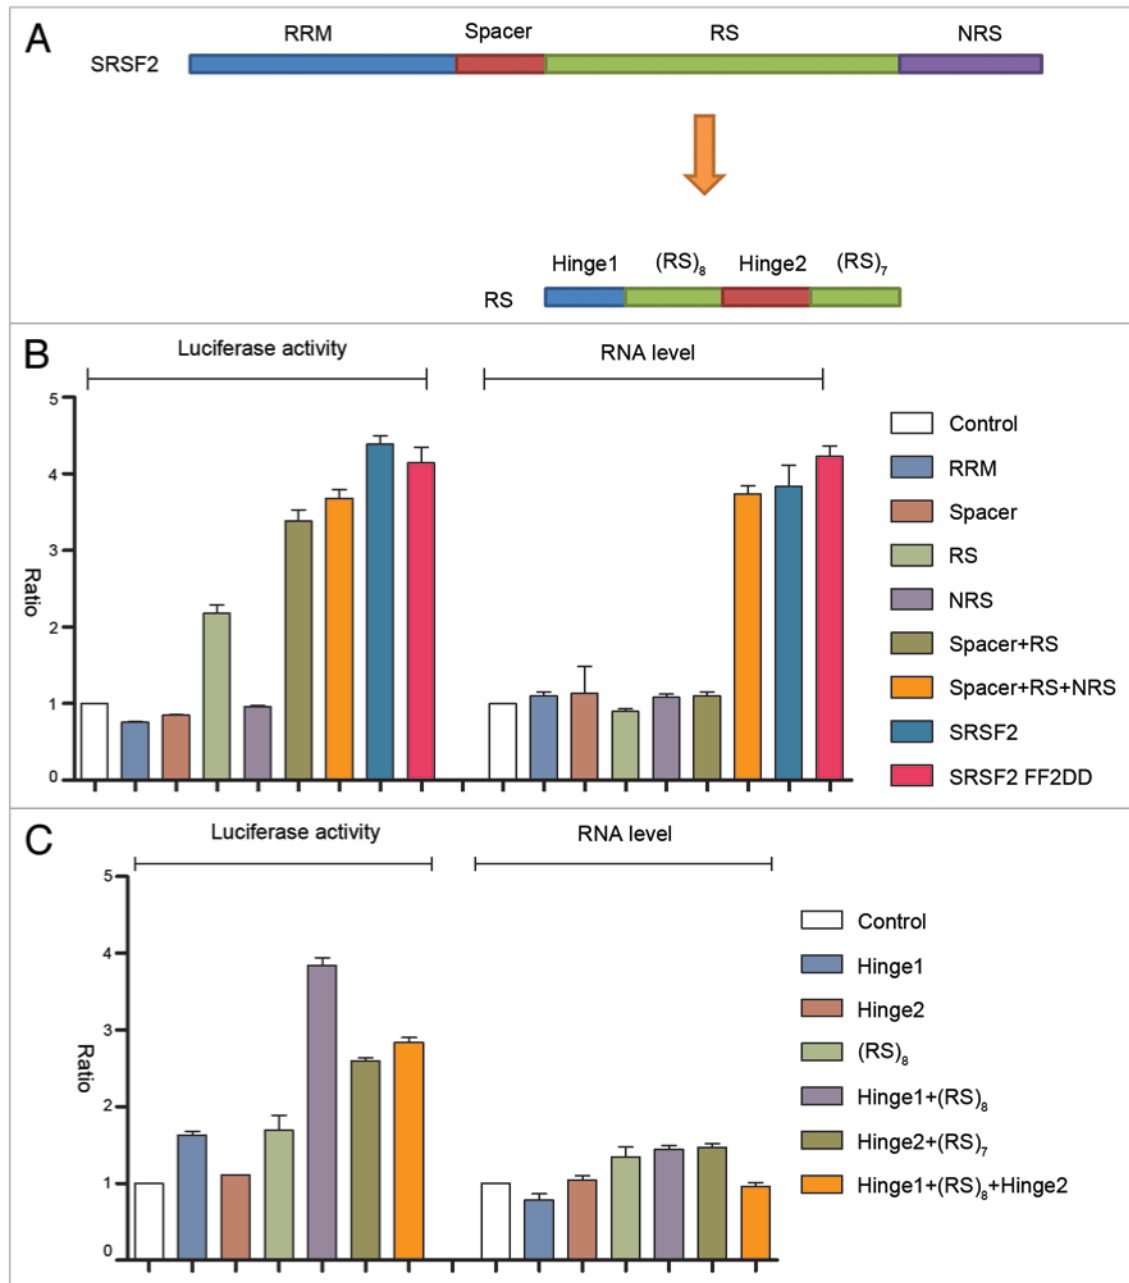 A
RRM Spacer RS NRS
SRSF2
Hinge1 (RS)8 Hinge2 (RS)7
RS
B
Luciferase activity RNA level
5
4
3
2
1
0
Ratio
Control
RRM
Spacer
RS
NRS
Spacer+RS
Spacer+RS+NRS
SRSF2
SRSF2 FF2DD
C
Luciferase activity RNA level
5
4
3
2
1
0
Ratio
Control
Hinge1
Hinge2
(RS)8
Hinge1+(RS)8
Hinge2+(RS)7
Hinge1+(RS)8+Hinge2